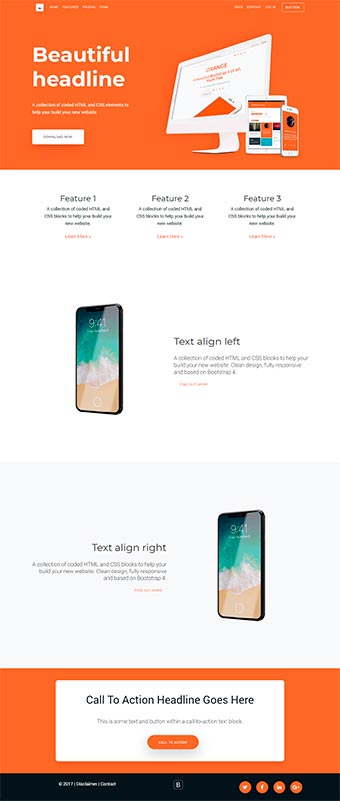 HOME FEATURES PRICING TEAM
DOCS CONTACT LOG IN BUTTON
Beautiful
headline
A collection of coded HTML and CSS elements to
help your build your new website.
DOWNLOAD NOW
ORANGE
Feature 1
A collection of coded HTML and
CSS blocks to help your build your
new website.
Learn More »
Feature 2
A collection of coded HTML and
CSS blocks to help your build your
new website.
Learn More »
Feature 3
A collection of coded HTML and
CSS blocks to help your build your
new website.
Learn More »
9:41
Text align left
A collection of coded HTML and CSS blocks to help your
build your new website. Clean design, fully responsive
and based on Bootstrap 4.
FIND OUT MORE
Text align right
A collection of coded HTML and CSS blocks to help your
build your new website. Clean design, fully responsive
and based on Bootstrap 4.
FIND OUT MORE
9:41
Call To Action Headline Goes Here
This is some text and button within a call-to-action text block.
CALL TO ACTION
© 2017 | Disclaimer | Contact
B